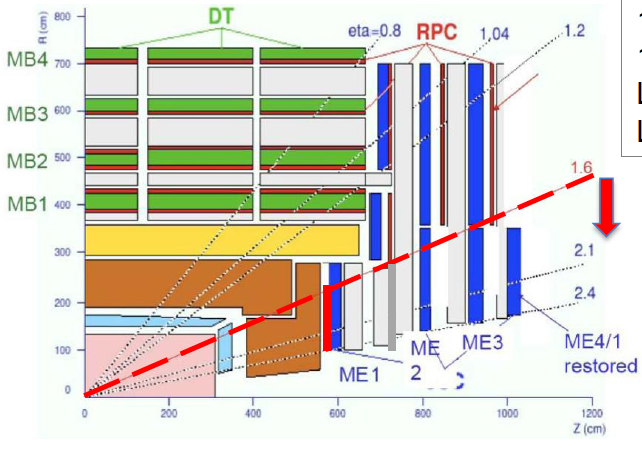 DT
R (cm)
800
eta=0.8
RPC
1,04
1.2
MB4
700
MB3
600
MB2
500
1.6
MB1
400
300
2.1
200
2.4
100
ME
ME3
ME4/1
restored
ME1
2
0
0
200
400
600
800
1000
1200
Z (cm)